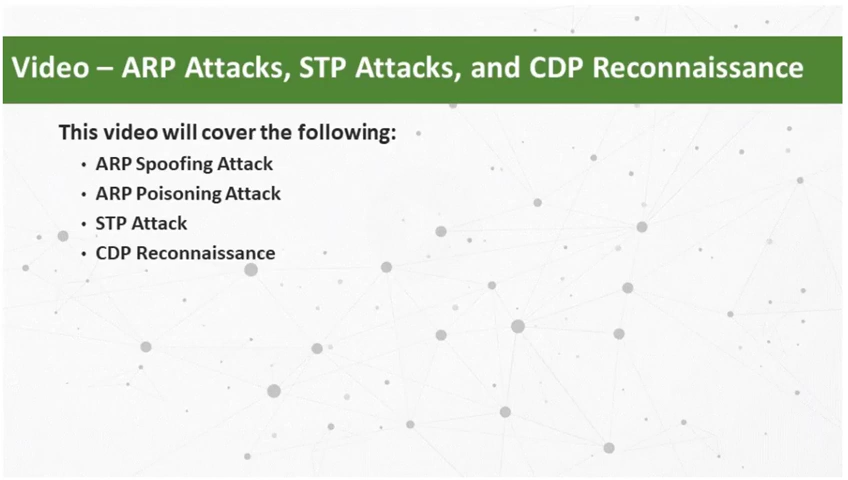 Video – ARP Attacks, STP Attacks, and CDP Reconnaissance
This video will cover the following:
• ARP Spoofing Attack
• ARP Poisoning Attack
• STP Attack
• CDP Reconnaissance